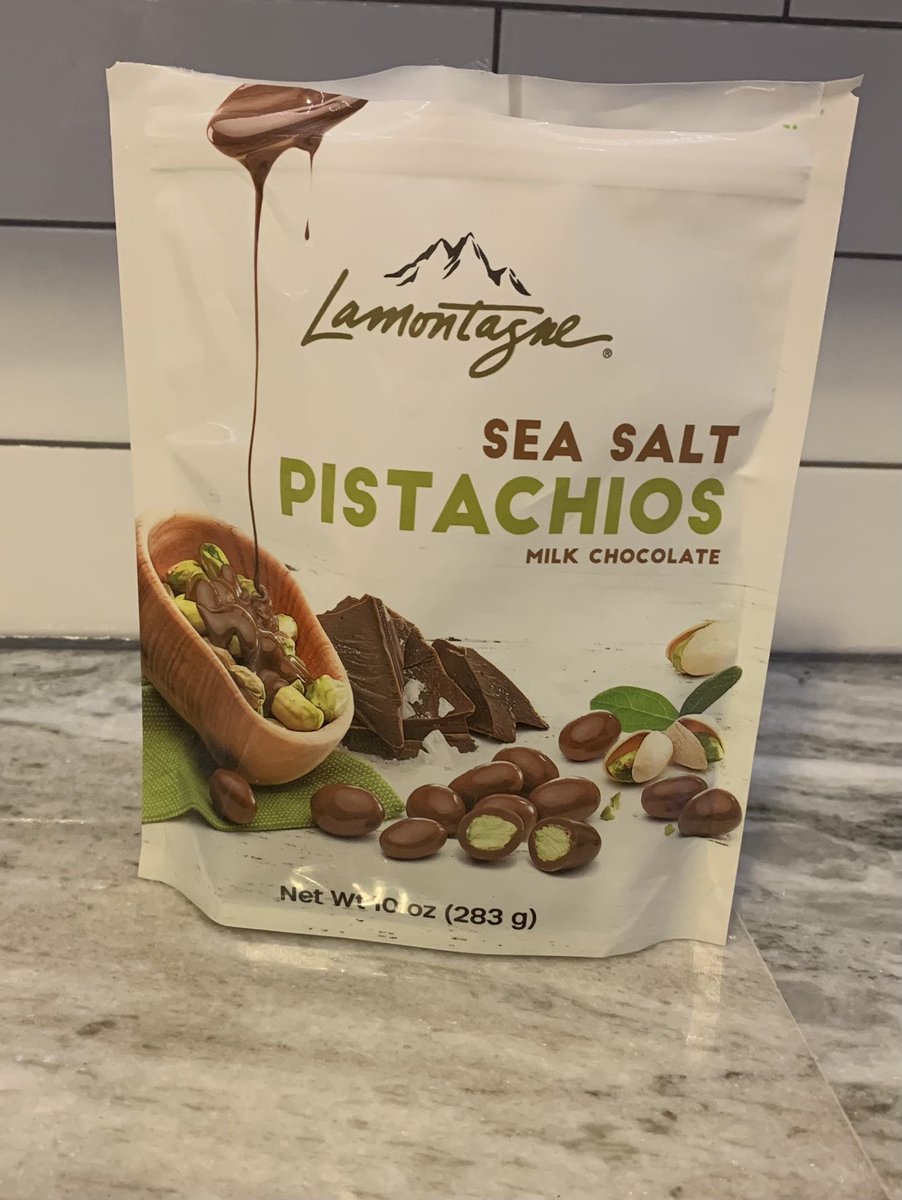 Lamontagne®
SEA SALT
PISTACHIOS
MILK CHOCOLATE
Net Wt 10 oz (283 g)